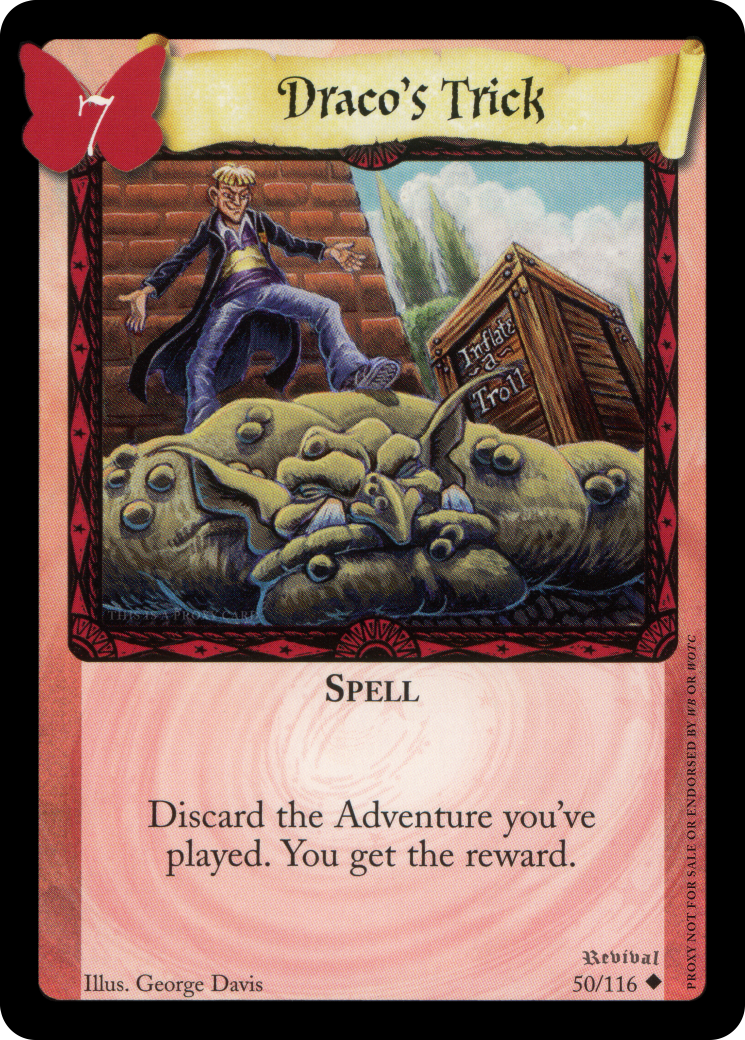 7
Draco's Trick
Inflate
-a-
Troll
THIS IS A PROXY CARD
SPELL
Discard the Adventure you've
played. You get the reward.
Revival
Illus. George Davis
50/116
PROXY NOT FOR SALE OR ENDORSED BY WB OR WOTC